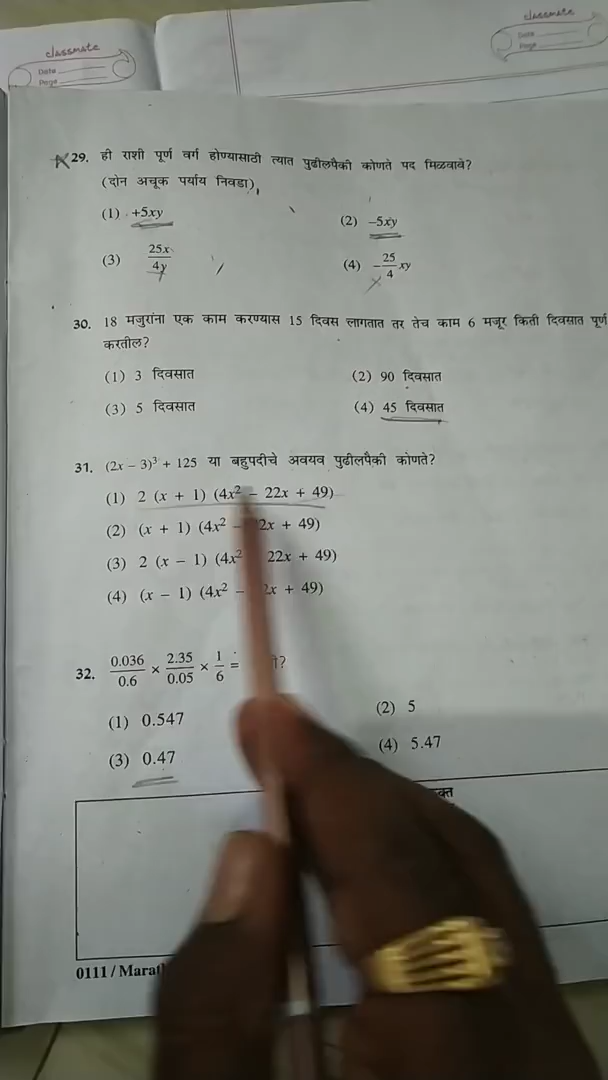 classmate
Date
Page
classmate
Date
Page
29. ही राशी पूर्ण वर्ग होण्यासाठी त्यात पुढीलपैकी कोणते पद मिळवावे?
(दोन अचूक पर्याय निवडा)
(1) +5xy
(2) –5xy
(3) 25x/4y
(4) –25/4 xy
30. 18 मजुरांना एक काम करण्यास 15 दिवस लागतात तर तेच काम 6 मजूर किती दिवसात पूर्ण
करतील?
(1) 3 दिवसात
(2) 90 दिवसात
(3) 5 दिवसात
(4) 45 दिवसात
31. (2x – 3)³ + 125 या बहुपदीचे अवयव पुढीलपैकी कोणते?
(1) 2 (x + 1) (4x² – 22x + 49)
(2) (x + 1) (4x² – 2x + 49)
(3) 2 (x – 1) (4x² 22x + 49)
(4) (x – 1) (4x² – 2x + 49)
32. 0.036/0.6 × 2.35/0.05 × 1/6 = ?
(1) 0.547
(2) 5
(3) 0.47
(4) 5.47
0111 / Marat